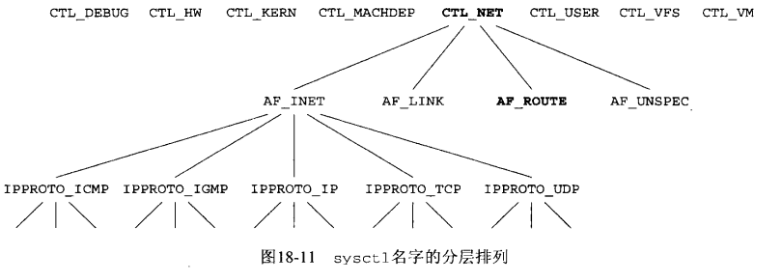 CTL_DEBUG CTL_HW CTL_KERN CTL_MACHDEP CTL_NET CTL_USER CTL_VFS CTL_VM
AF_INET AF_LINK AF_ROUTE AF_UNSPEC
IPPROTO_ICMP IPPROTO_IGMP IPPROTO_IP IPPROTO_TCP IPPROTO_UDP
图18-11 sysctl名字的分层排列